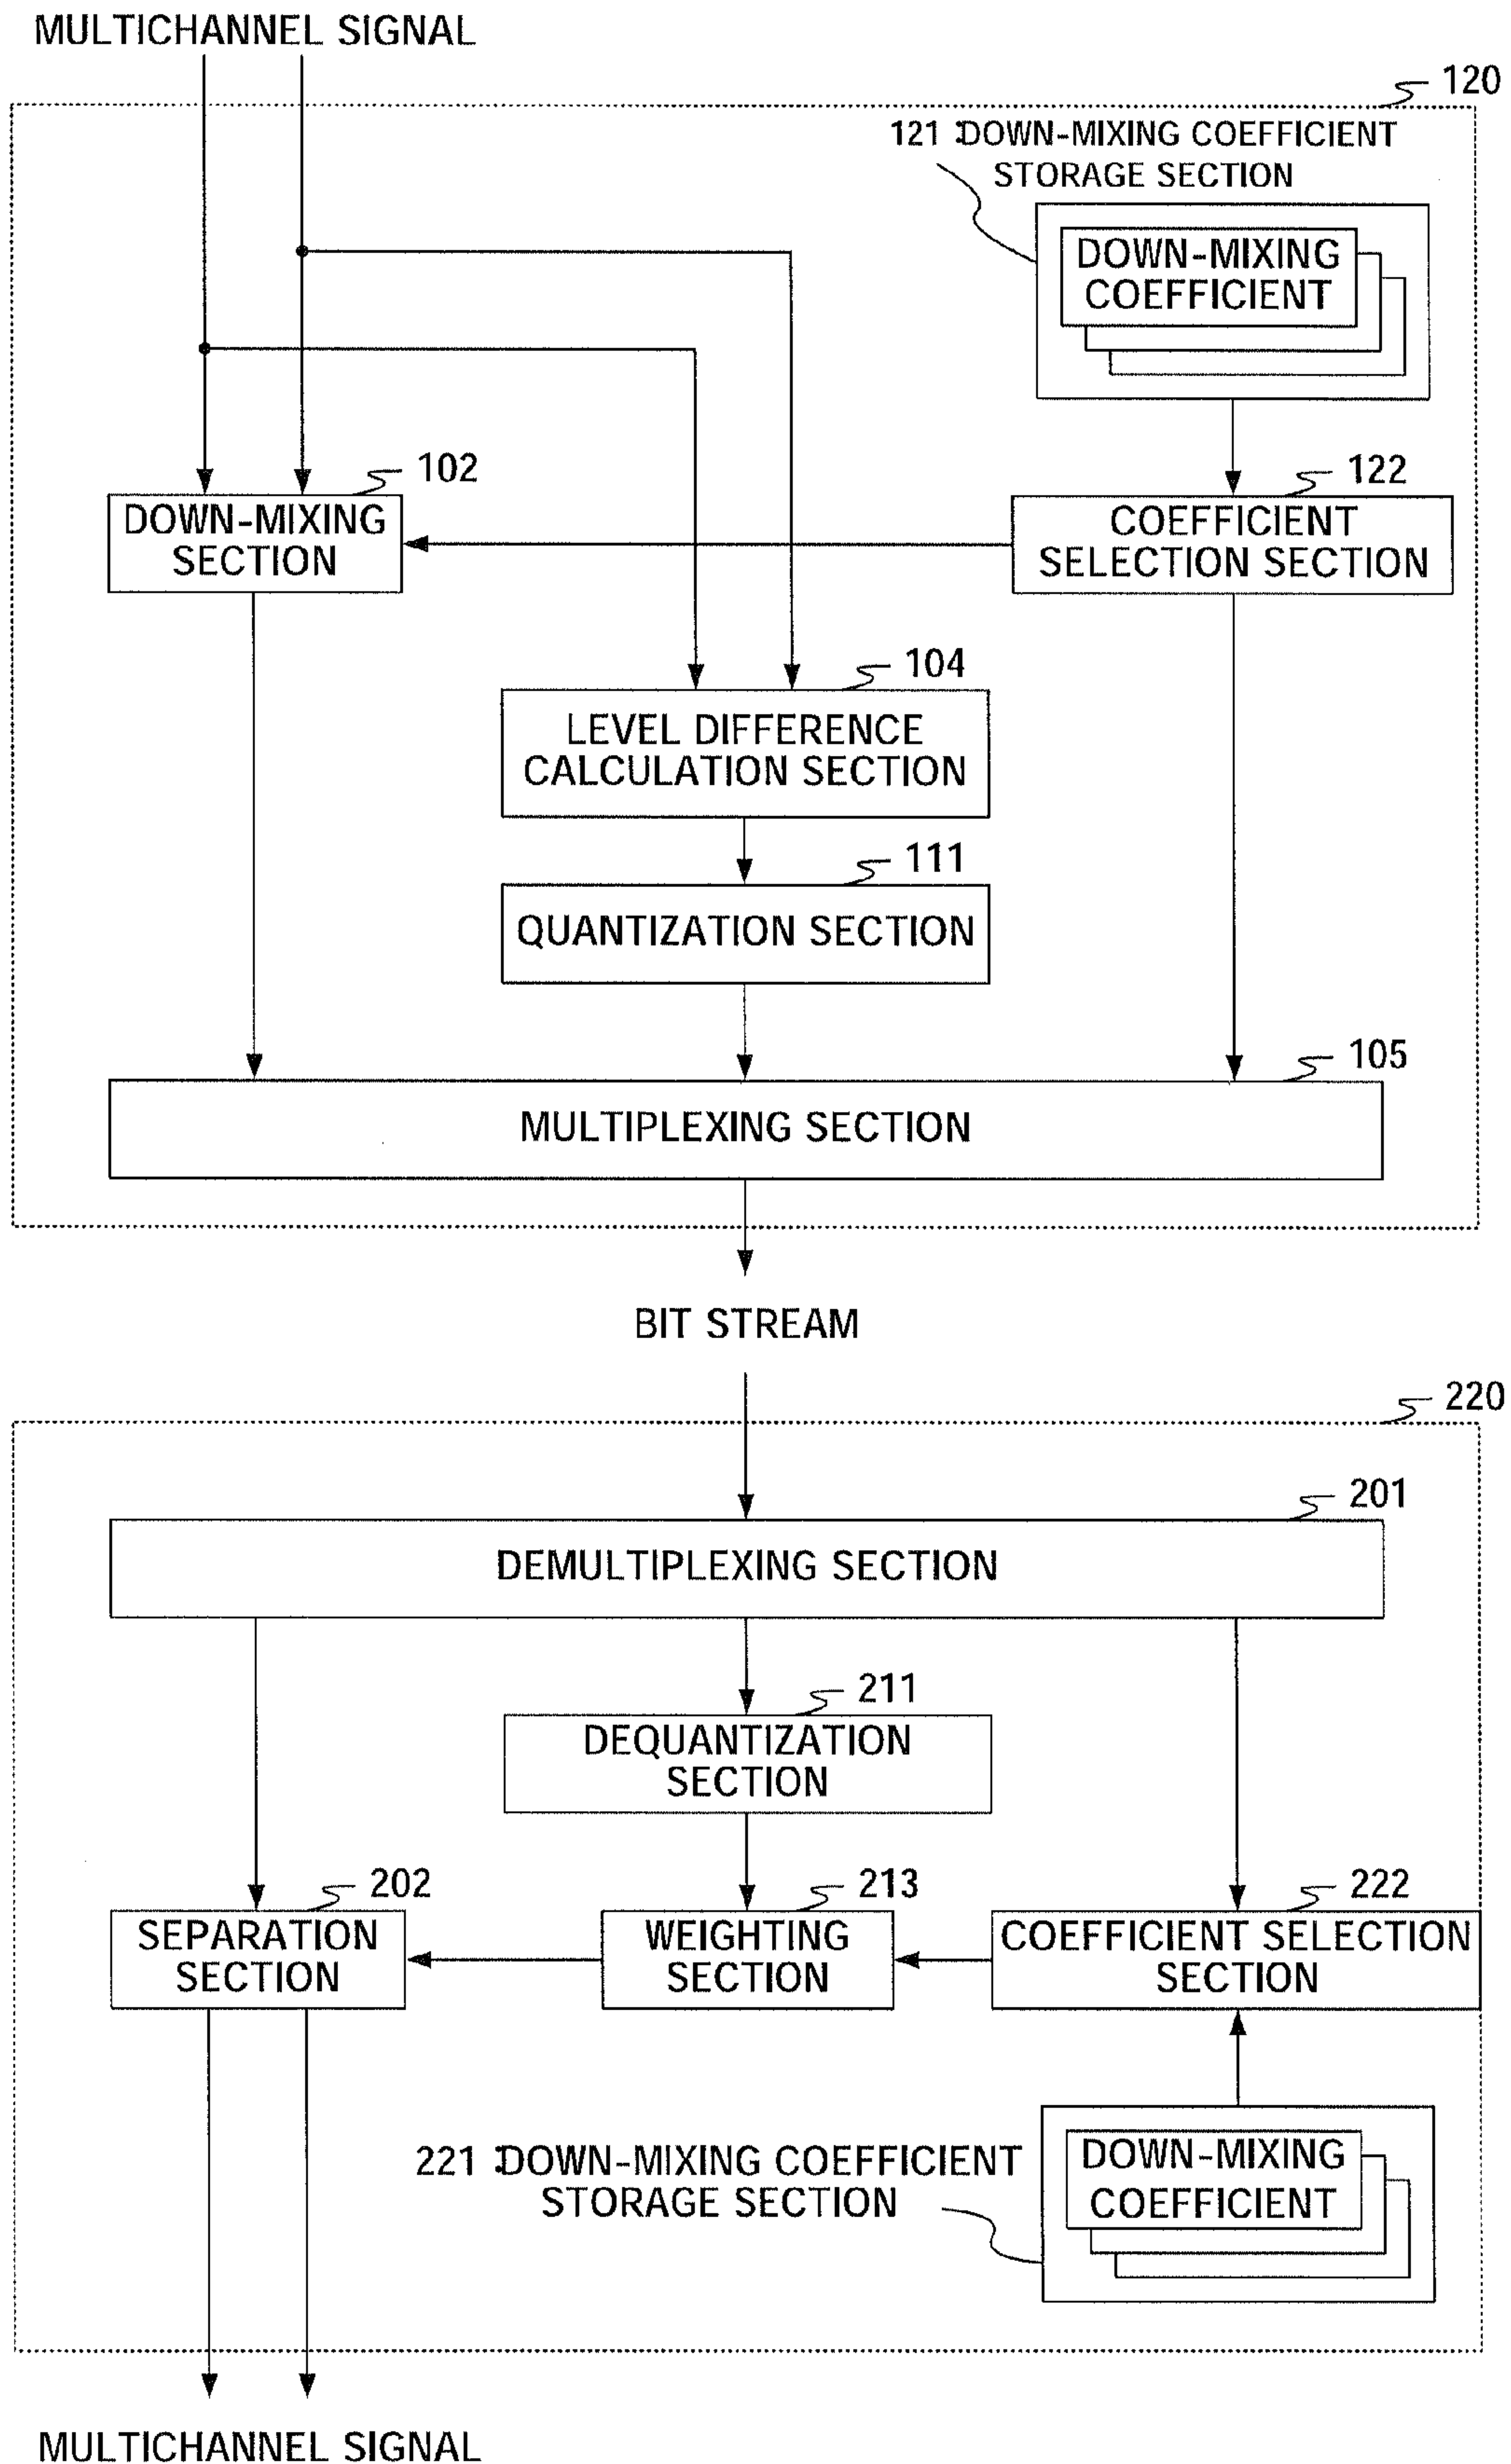 MULTICHANNEL SIGNAL
120
121 :DOWN-MIXING COEFFICIENT
STORAGE SECTION
DOWN-MIXING
COEFFICIENT
102
122
DOWN-MIXING
SECTION
COEFFICIENT
SELECTION SECTION
104
LEVEL DIFFERENCE
CALCULATION SECTION
111
QUANTIZATION SECTION
105
MULTIPLEXING SECTION
BIT STREAM
220
201
DEMULTIPLEXING SECTION
211
DEQUANTIZATION
SECTION
202
213
222
SEPARATION
SECTION
WEIGHTING
SECTION
COEFFICIENT SELECTION
SECTION
221 :DOWN-MIXING COEFFICIENT
STORAGE SECTION
DOWN-MIXING
COEFFICIENT
MULTICHANNEL SIGNAL